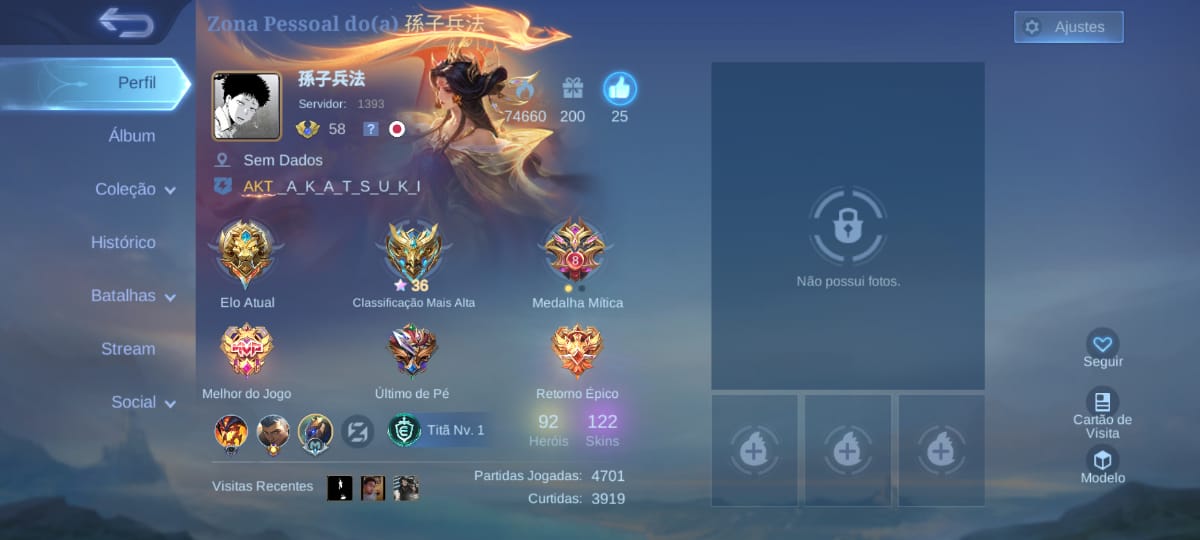 Zona Pessoal do(a) 孫子兵法
Ajustes
Perfil
Álbum
Coleção
Histórico
Batalhas
Stream
Social
孫子兵法
Servidor: 1393
58 ?
74660 200 25
Sem Dados
AKT _A_K_A_T_S_U_K_I
Elo Atual
36
Classificação Mais Alta
8
Medalha Mítica
Melhor do Jogo
Último de Pé
Retorno Épico
M
Titã Nv. 1
92 122
Heróis Skins
Visitas Recentes
Partidas Jogadas: 4701
Curtidas: 3919
Não possui fotos.
Seguir
Cartão de
Visita
Modelo